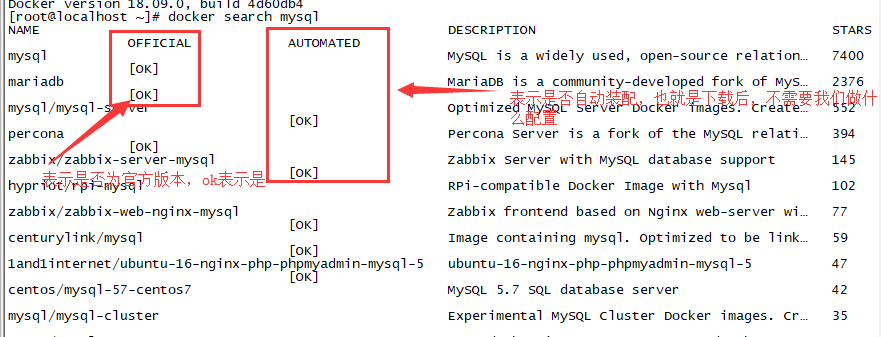 Docker version 18.09.0, build 4d60db4
[root@localhost ~]# docker search mysql
NAME DESCRIPTION STARS
OFFICIAL AUTOMATED
mysql MySQL is a widely used, open-source relation… 7400
[OK]
mariadb MariaDB is a community-developed fork of MyS… 2376
[OK]
表示是否自动装配，也就是下载后，不需要我们做什么配置
mysql/mysql-server Optimized MySQL Server Docker images. Create… 552
[OK]
percona Percona Server is a fork of the MySQL relati… 394
[OK]
zabbix/zabbix-server-mysql Zabbix Server with MySQL database support 145
[OK]
表示是否为官方版本，ok表示是
hypriot/rpi-mysql RPi-compatible Docker Image with Mysql 102
zabbix/zabbix-web-nginx-mysql Zabbix frontend based on Nginx web-server wi… 77
[OK]
centurylink/mysql Image containing mysql. Optimized to be link… 59
[OK]
1and1internet/ubuntu-16-nginx-php-phpmyadmin-mysql-5 ubuntu-16-nginx-php-phpmyadmin-mysql-5 47
[OK]
centos/mysql-57-centos7 MySQL 5.7 SQL database server 42
mysql/mysql-cluster Experimental MySQL Cluster Docker images. Cr… 35